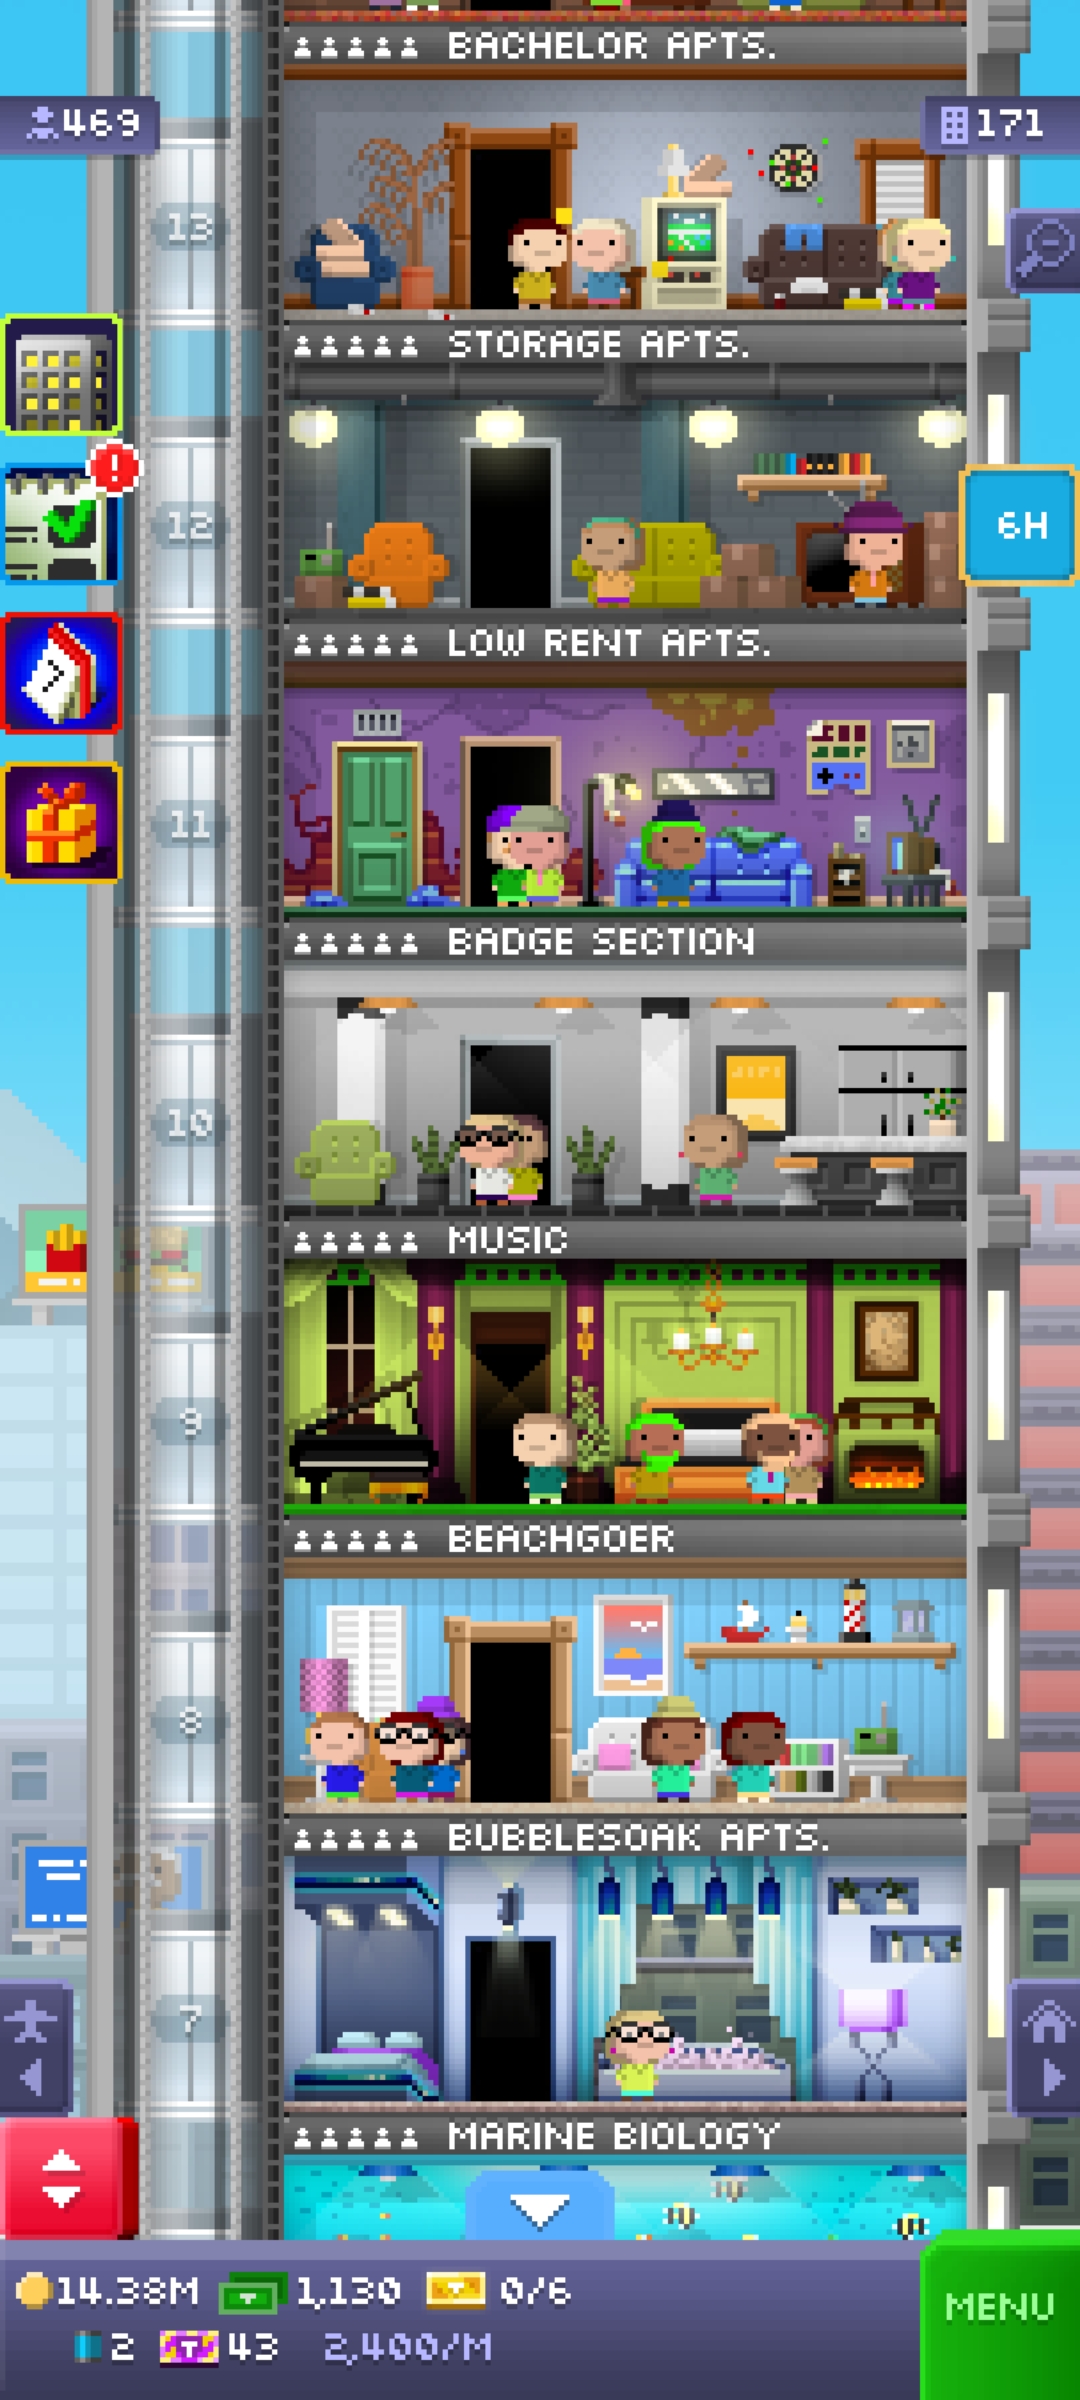 BACHELOR APTS.
469
171
13
STORAGE APTS.
12
6H
LOW RENT APTS.
7
11
BADGE SECTION
10
MUSIC
9
BEACHGOER
8
BUBBLESOAK APTS.
7
MARINE BIOLOGY
14.38M 1,130 0/6
MENU
2 43 2,400/M